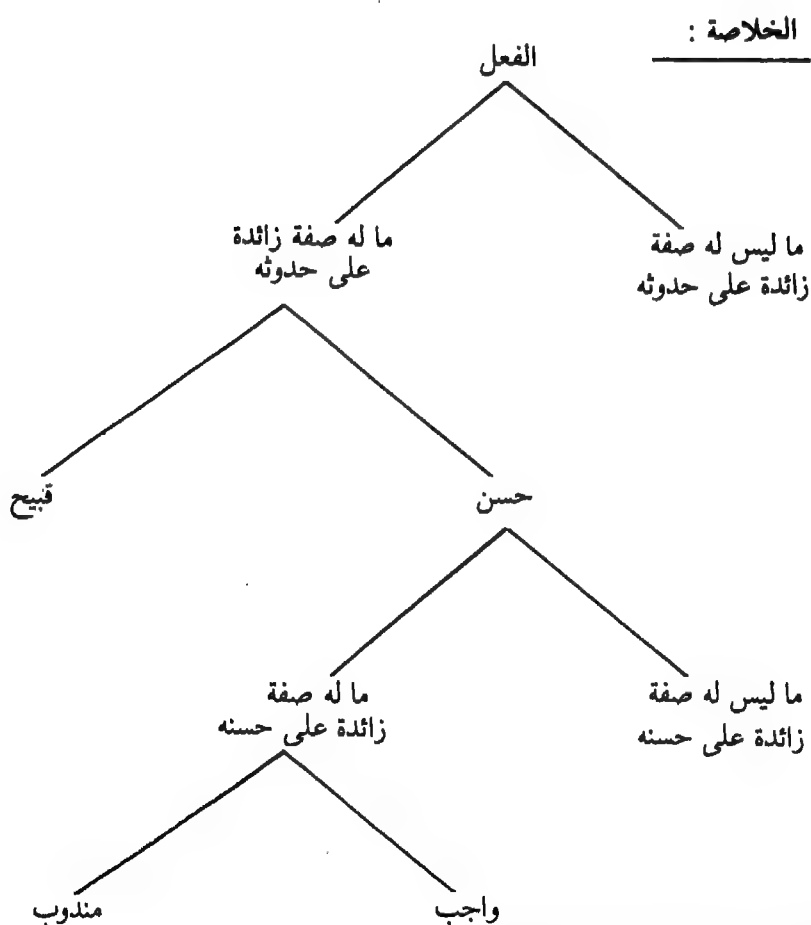 الخلاصة :
الفعل
ما ليس له صفة
زائدة على حدوثه
ما له صفة زائدة
على حدوثه
حسن
قبيح
ما ليس له صفة
زائدة على حسنه
ما له صفة
زائدة على حسنه
واجب
مندوب